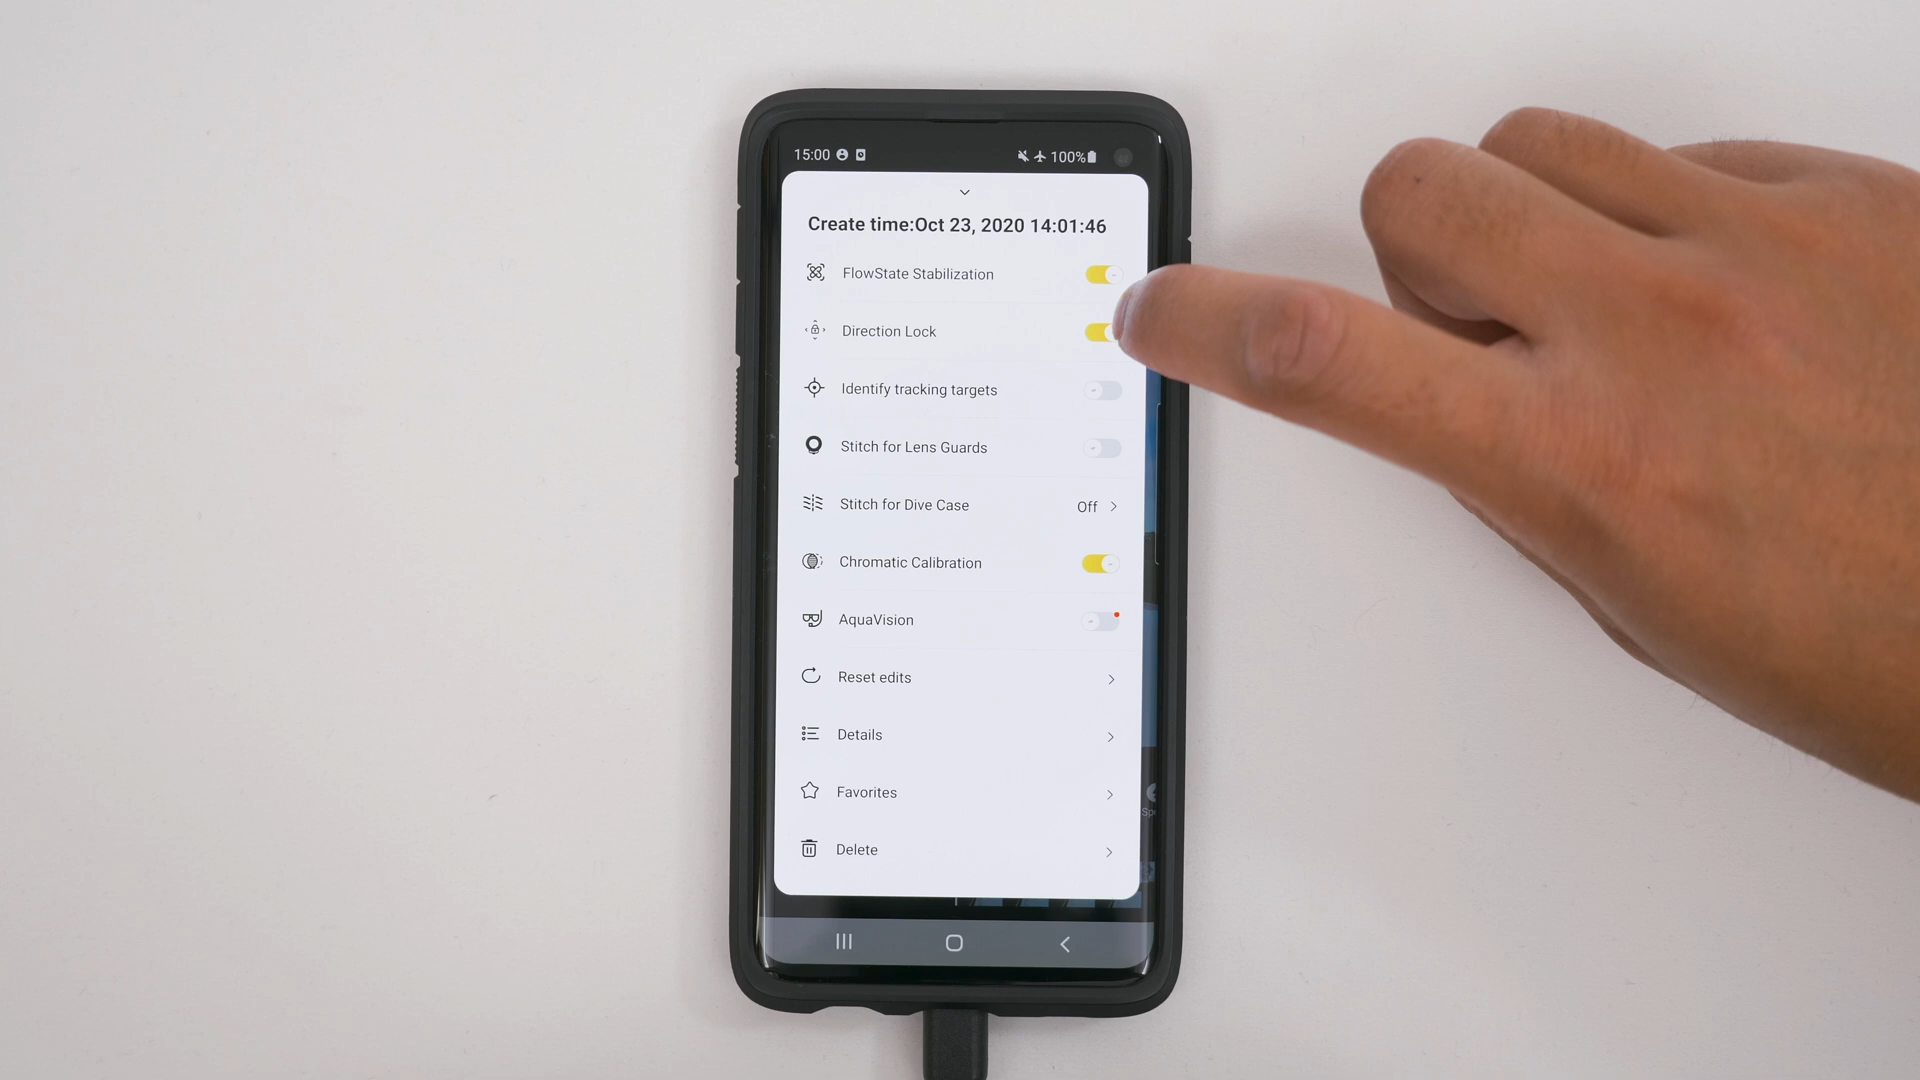 15:00 100%
Create time:Oct 23, 2020 14:01:46
FlowState Stabilization
Direction Lock
Identify tracking targets
Stitch for Lens Guards
Stitch for Dive Case Off
Chromatic Calibration
AquaVision
Reset edits
Details
Favorites
Delete